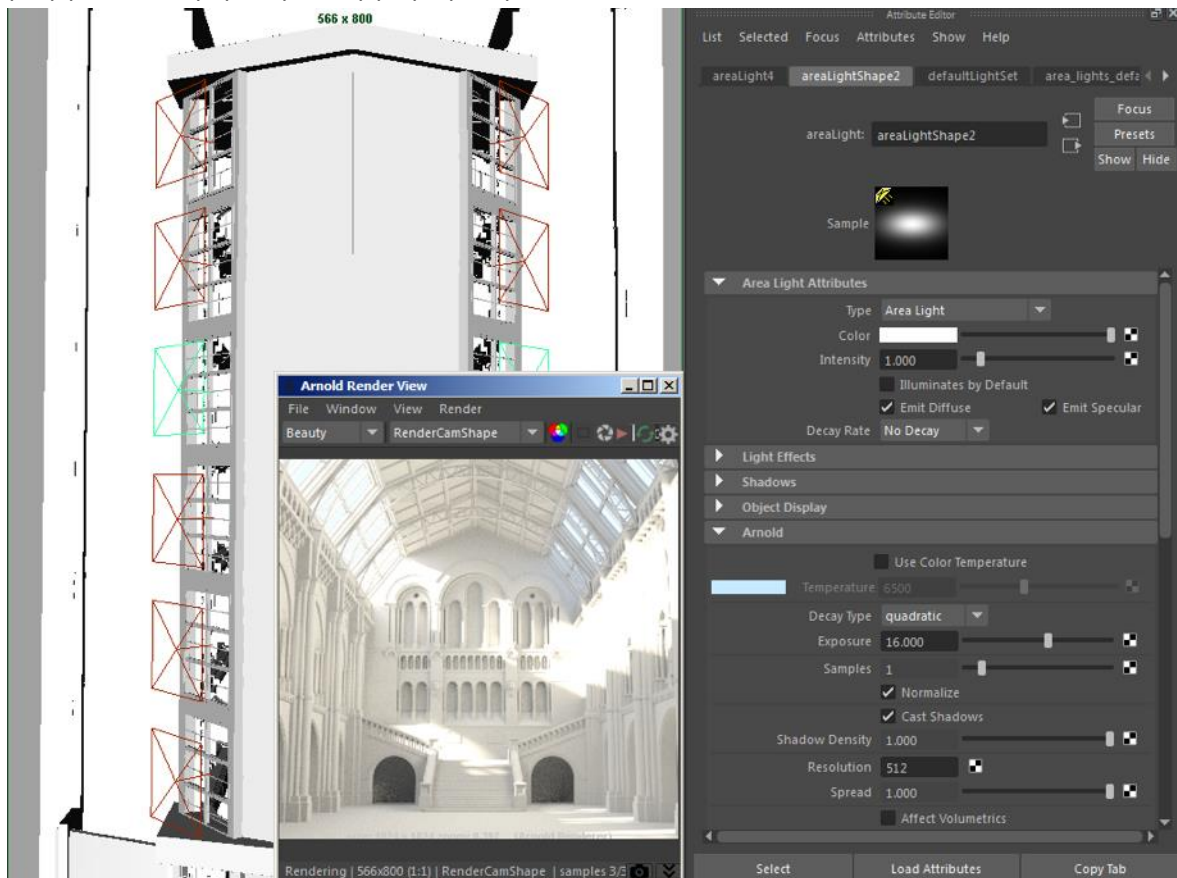 566 x 800
Attribute Editor
List Selected Focus Attributes Show Help
areaLight4 areaLightShape2 defaultLightSet area_lights_defa
Focus
areaLight: areaLightShape2
Presets
Show Hide
Sample
Area Light Attributes
Type Area Light
Color
Intensity 1.000
Illuminates by Default
Emit Diffuse Emit Specular
Decay Rate No Decay
Light Effects
Shadows
Object Display
Arnold
Use Color Temperature
Temperature 6500
Decay Type quadratic
Exposure 16.000
Samples 1
Normalize
Cast Shadows
Shadow Density 1.000
Resolution 512
Spread 1.000
Affect Volumetrics
Select Load Attributes Copy Tab
Arnold Render View
File Window View Render
Beauty RenderCamShape
(Arnold Renderer)
Rendering | 566x800 (1:1) | RenderCamShape | samples 3/3